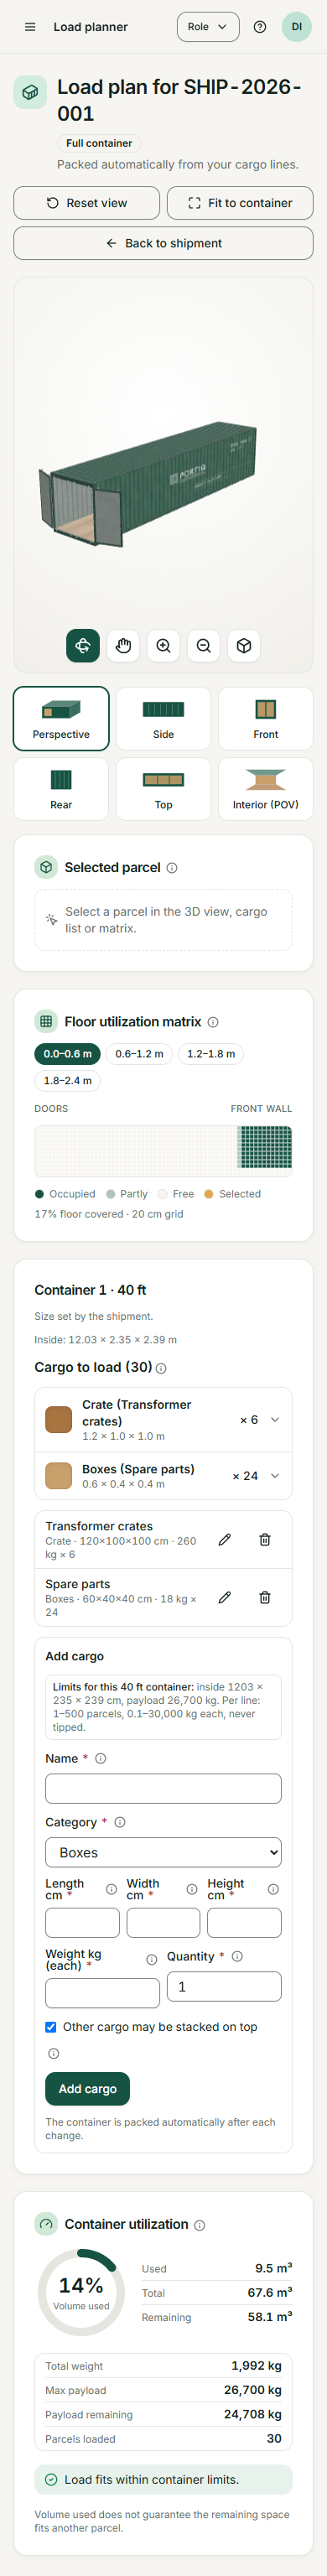 Load planner
Role
DI
Load plan for SHIP-2026-
001
Full container
Packed automatically from your cargo lines.
Reset view
Fit to container
Back to shipment
PORTIQ
Perspective
Side
Front
Rear
Top
Interior (POV)
Selected parcel
Select a parcel in the 3D view, cargo
list or matrix.
Floor utilization matrix
0.0–0.6 m
0.6–1.2 m
1.2–1.8 m
1.8–2.4 m
DOORS
FRONT WALL
Occupied
Partly
Free
Selected
17% floor covered · 20 cm grid
Container 1 · 40 ft
Size set by the shipment.
Inside: 12.03 × 2.35 × 2.39 m
Cargo to load (30)
Crate (Transformer
crates)
1.2 × 1.0 × 1.0 m
× 6
Boxes (Spare parts)
0.6 × 0.4 × 0.4 m
× 24
Transformer crates
Crate · 120×100×100 cm · 260
kg × 6
Spare parts
Boxes · 60×40×40 cm · 18 kg ×
24
Add cargo
Limits for this 40 ft container: inside 1203 ×
235 × 239 cm, payload 26,700 kg. Per line:
1–500 parcels, 0.1–30,000 kg each, never
tipped.
Name *
Category *
Boxes
Length
cm *
Width
cm *
Height
cm *
Weight kg
(each) *
Quantity *
1
Other cargo may be stacked on top
Add cargo
The container is packed automatically after each
change.
Container utilization
14%
Volume used
Used
9.5 m³
Total
67.6 m³
Remaining
58.1 m³
Total weight
1,992 kg
Max payload
26,700 kg
Payload remaining
24,708 kg
Parcels loaded
30
Load fits within container limits.
Volume used does not guarantee the remaining space
fits another parcel.